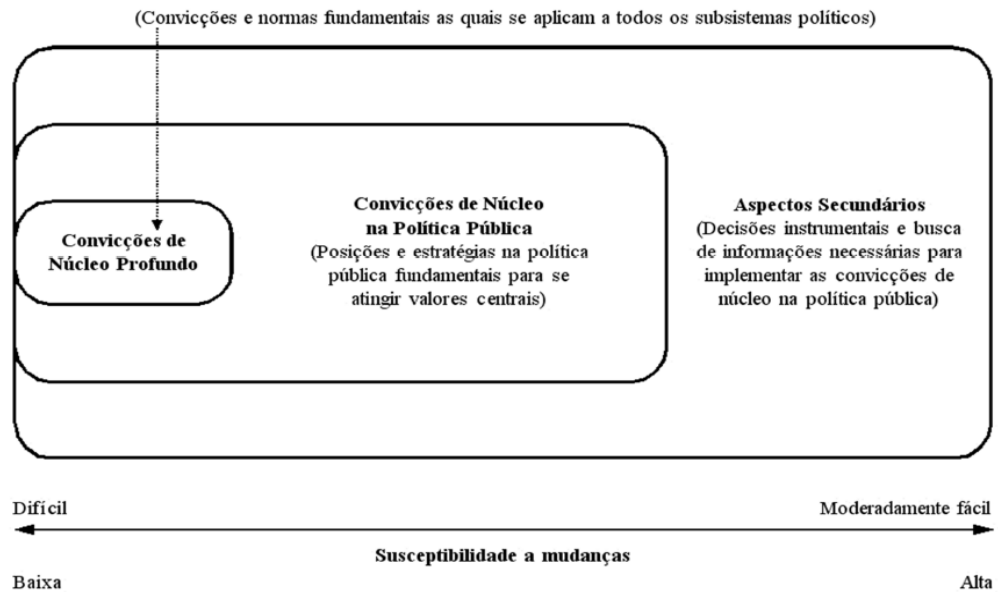 (Convicções e normas fundamentais as quais se aplicam a todos os subsistemas políticos)
Convicções de
Núcleo Profundo
Convicções de Núcleo
na Política Pública
(Posições e estratégias na política
pública fundamentais para se
atingir valores centrais)
Aspectos Secundários
(Decisões instrumentais e busca
de informações necessárias para
implementar as convicções de
núcleo na política pública)
Difícil
Moderadamente fácil
Susceptibilidade a mudanças
Baixa
Alta